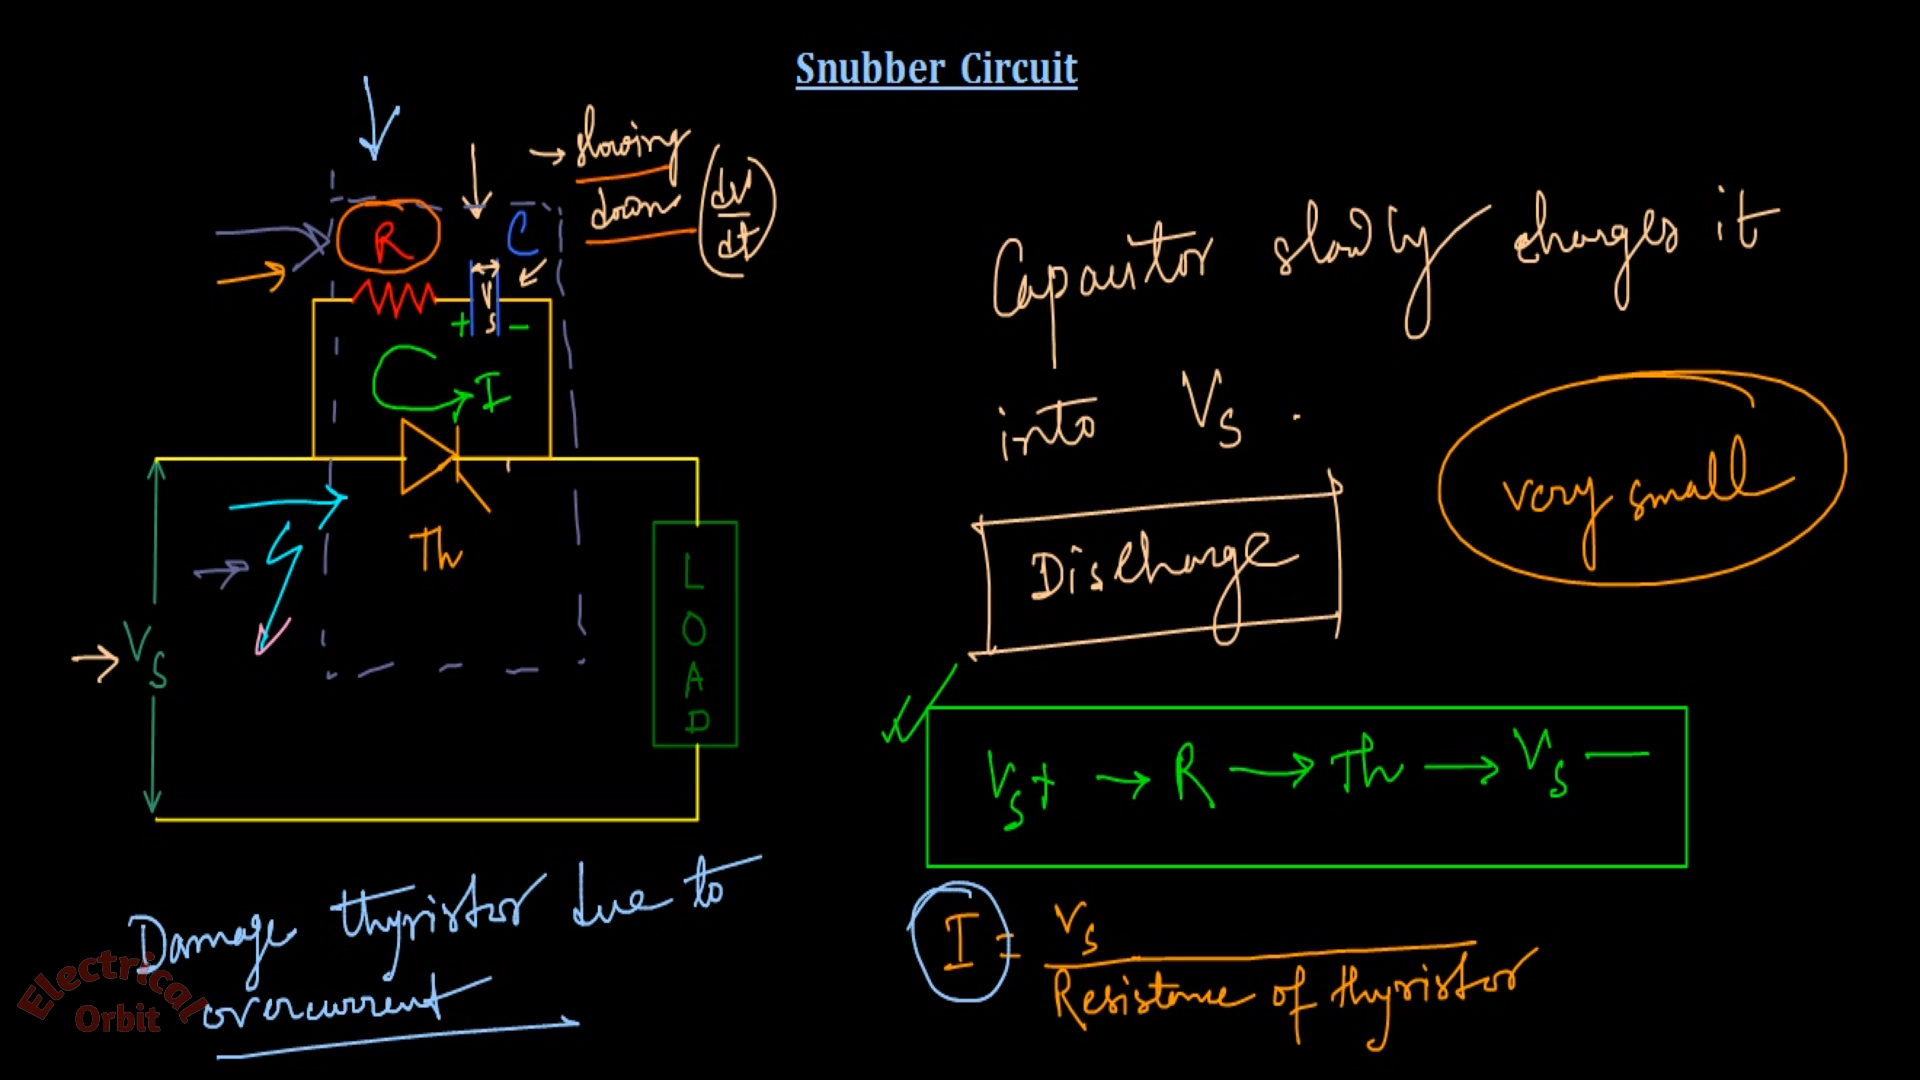 Snubber Circuit
→ slowing
down (dv/dt)
R
C
V
S
+ -
I
Th
VS
L
O
A
D
Capacitor slowly charges it
into VS .
very small
Discharge
VS+ → R → Th → VS —
I = VS / Resistance of thyristor
Damage thyristor due to
overcurrent
Electrical
Orbit